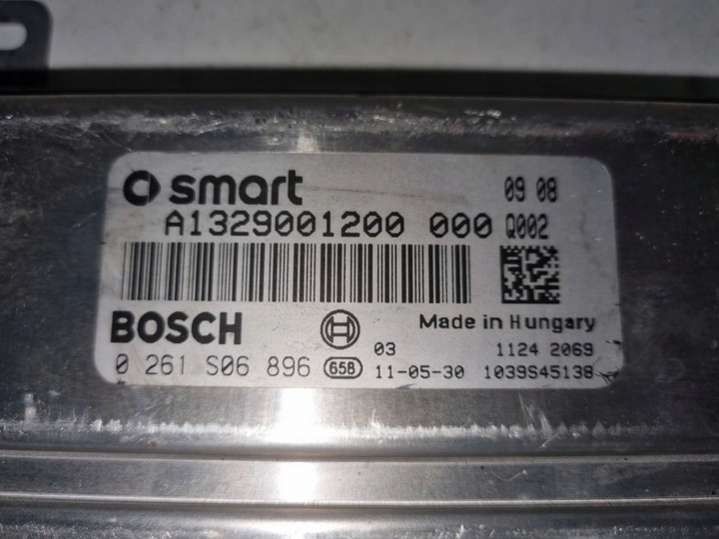 smart 09 08
A1329001200 000 Q002
BOSCH Made in Hungary
03 1124 2069
0 261 S06 896 658 11-05-30 1039S45138